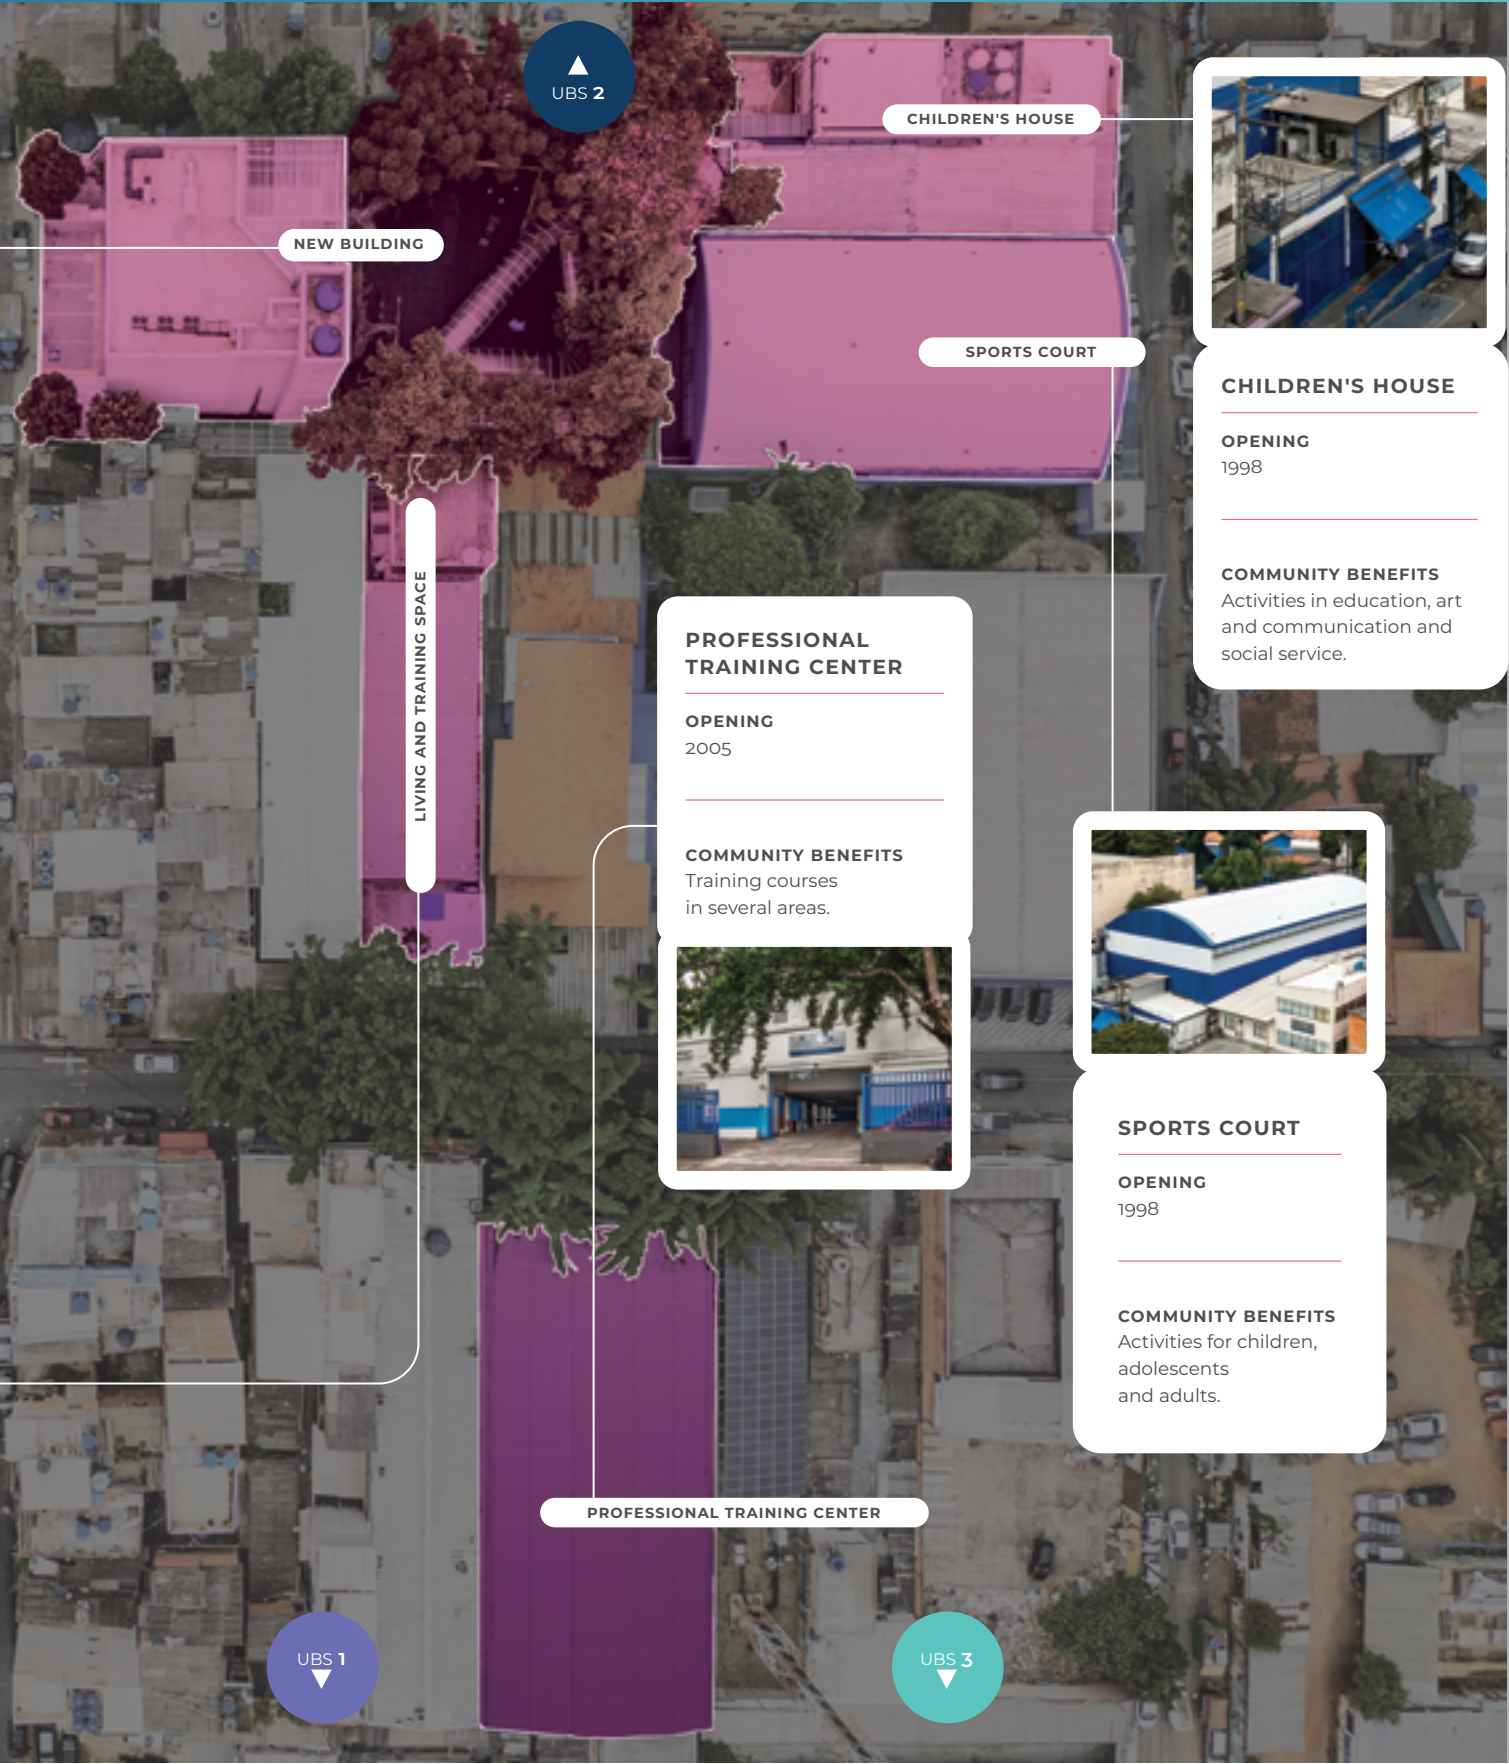 UBS 2
CHILDREN'S HOUSE
NEW BUILDING
SPORTS COURT
CHILDREN'S HOUSE
OPENING
1998
COMMUNITY BENEFITS
Activities in education, art
and communication and
social service.
LIVING AND TRAINING SPACE
PROFESSIONAL
TRAINING CENTER
OPENING
2005
COMMUNITY BENEFITS
Training courses
in several areas.
SPORTS COURT
OPENING
1998
COMMUNITY BENEFITS
Activities for children,
adolescents
and adults.
PROFESSIONAL TRAINING CENTER
UBS 1
UBS 3